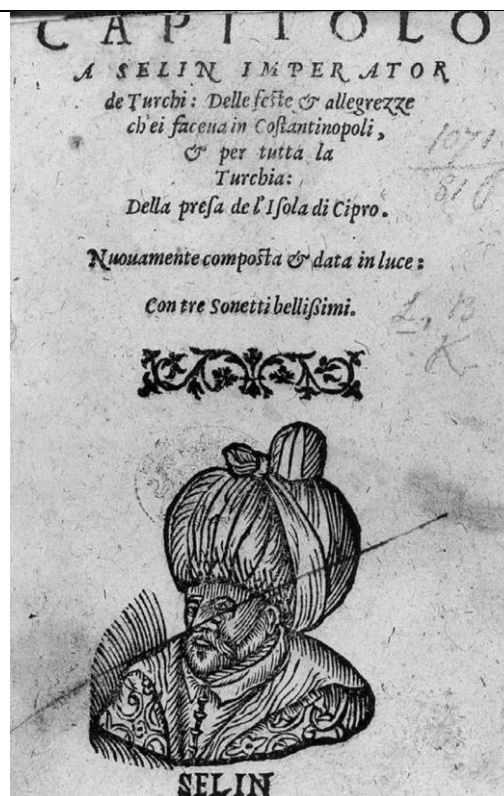 CAPITOLO
A SELIN IMPERATOR
de Turchi: Delle feſte & allegrezze
ch'ei faceua in Coſtantinopoli,
& per tutta la
Turchia:
Della preſa de l'Iſola di Cipro.
Nuouamente compoſta & data in luce:
Con tre Sonetti belliſsimi.
SELIN